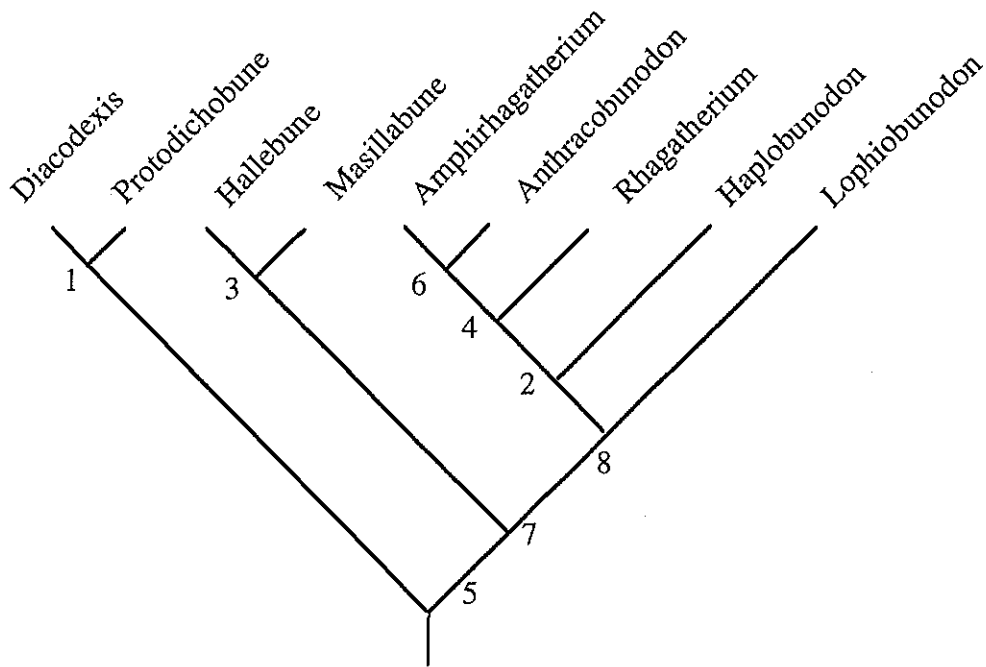 Diacodexis
Protodichobune
Hallebune
Masillabune
Amphirhagatherium
Anthracobunodon
Rhagatherium
Haplobunodon
Lophiobunodon
1
3
6
4
2
8
7
5